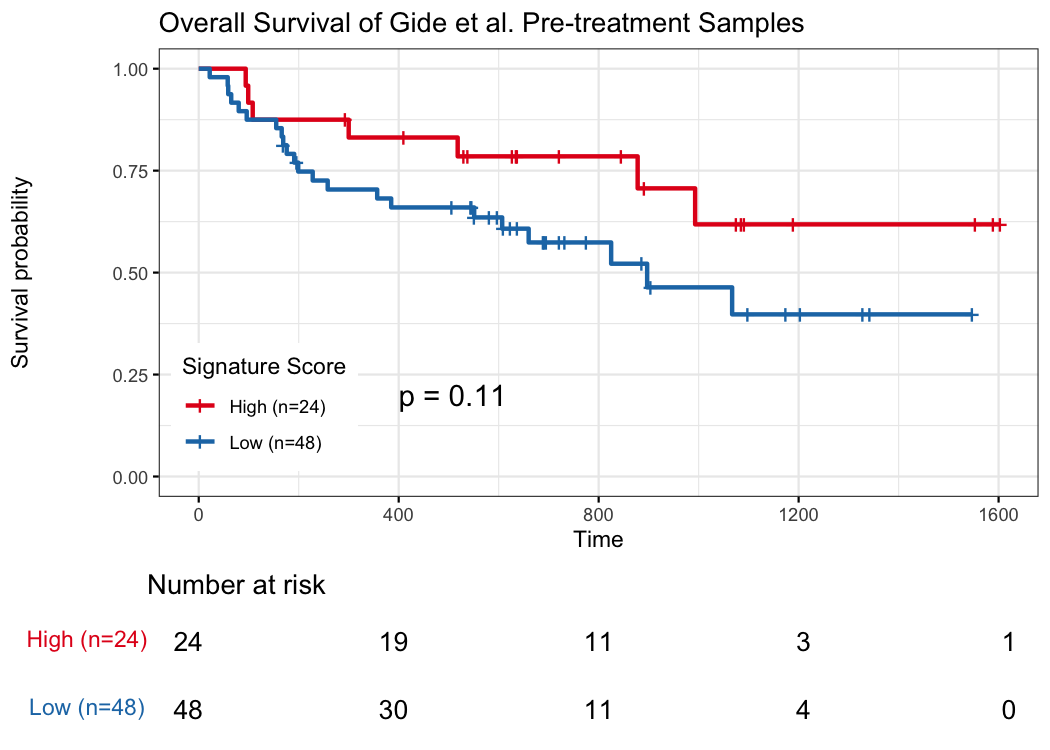 Overall Survival of Gide et al. Pre-treatment Samples
Survival probability
1.00
0.75
0.50
0.25
0.00
Signature Score
High (n=24)
Low (n=48)
p = 0.11
0 400 800 1200 1600
Time
Number at risk
High (n=24) 24 19 11 3 1
Low (n=48) 48 30 11 4 0